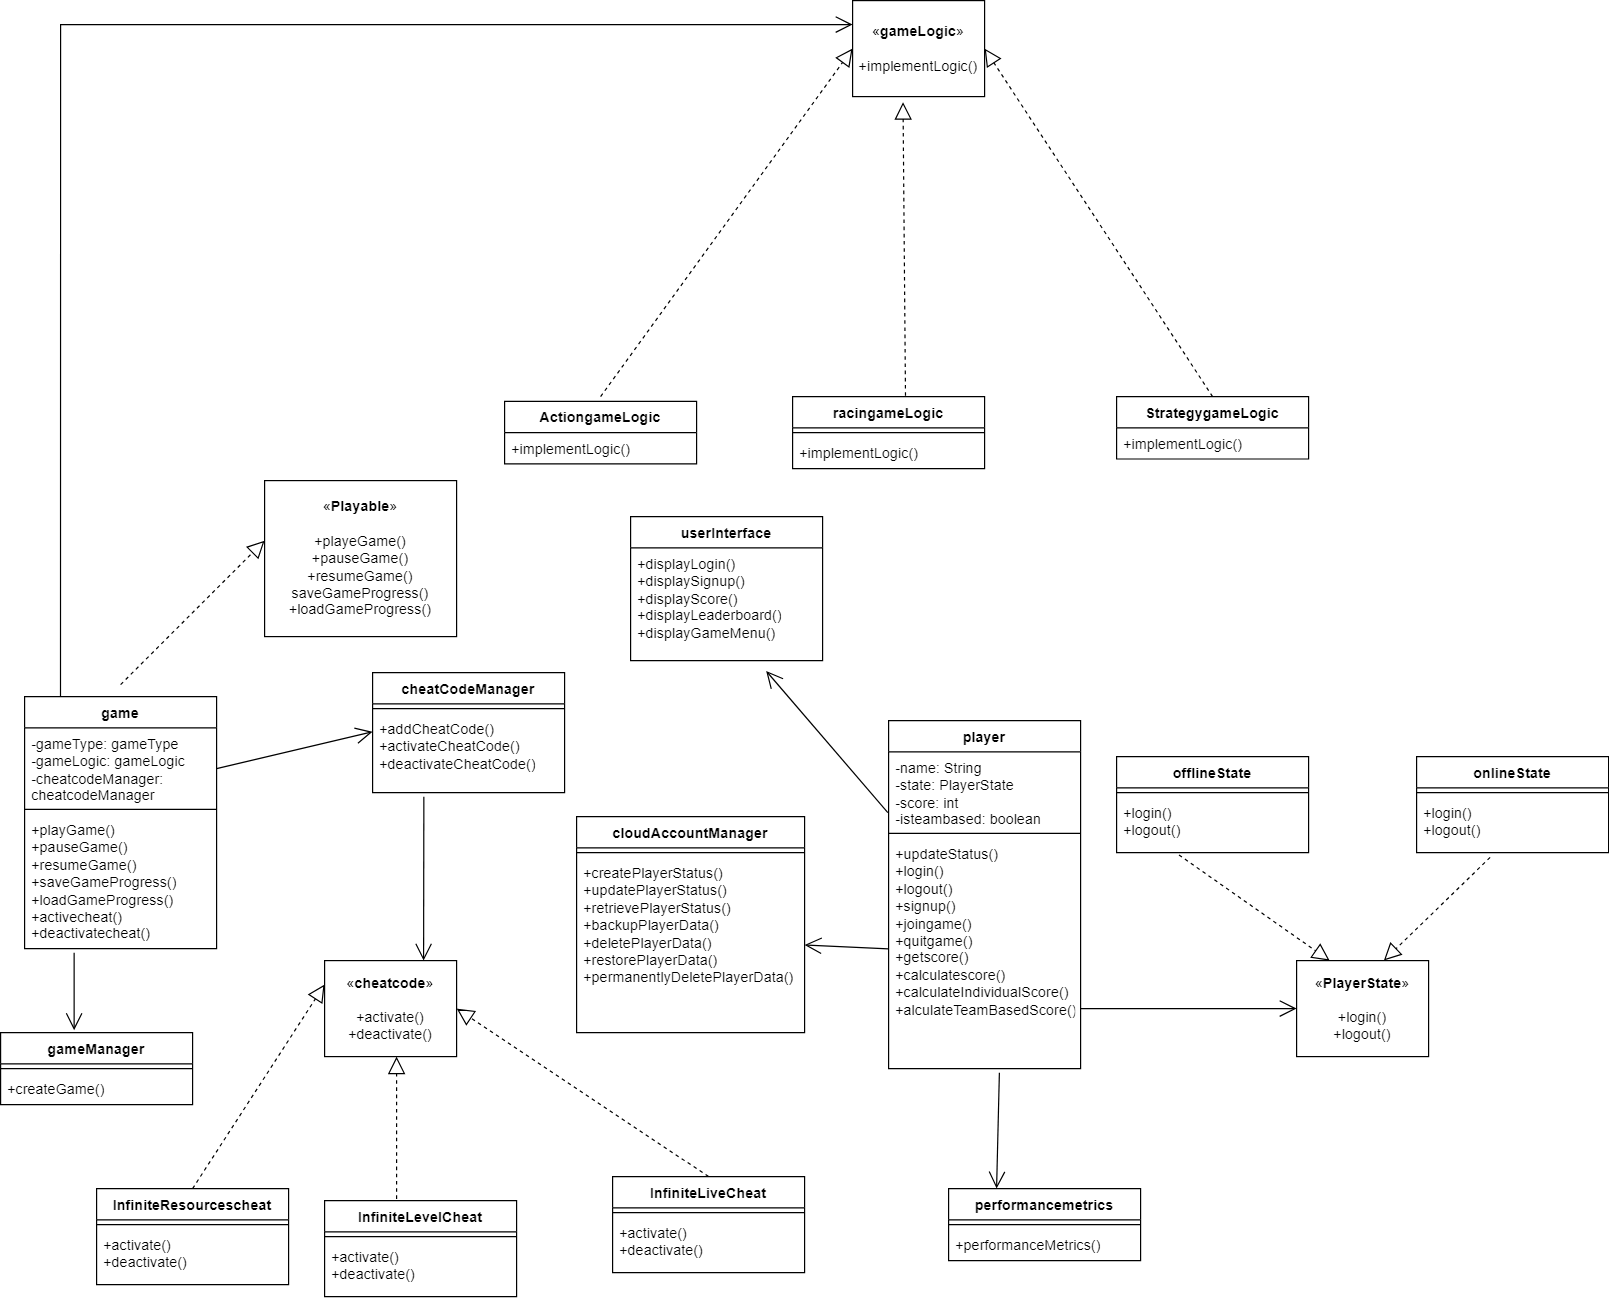 «gameLogic»
+implementLogic()
ActiongameLogic
+implementLogic()
racingameLogic
+implementLogic()
StrategygameLogic
+implementLogic()
«Playable»
+playeGame()
+pauseGame()
+resumeGame()
saveGameProgress()
+loadGameProgress()
userInterface
+displayLogin()
+displaySignup()
+displayScore()
+displayLeaderboard()
+displayGameMenu()
game
-gameType: gameType
-gameLogic: gameLogic
-cheatcodeManager:
cheatcodeManager
+playGame()
+pauseGame()
+resumeGame()
+saveGameProgress()
+loadGameProgress()
+activecheat()
+deactivatecheat()
cheatCodeManager
+addCheatCode()
+activateCheatCode()
+deactivateCheatCode()
player
-name: String
-state: PlayerState
-score: int
-isteambased: boolean
+updateStatus()
+login()
+logout()
+signup()
+joingame()
+quitgame()
+getscore()
+calculatescore()
+calculateIndividualScore()
+alculateTeamBasedScore()
offlineState
+login()
+logout()
onlineState
+login()
+logout()
cloudAccountManager
+createPlayerStatus()
+updatePlayerStatus()
+retrievePlayerStatus()
+backupPlayerData()
+deletePlayerData()
+restorePlayerData()
+permanentlyDeletePlayerData()
«cheatcode»
+activate()
+deactivate()
«PlayerState»
+login()
+logout()
gameManager
+createGame()
InfiniteResourcescheat
+activate()
+deactivate()
InfiniteLevelCheat
+activate()
+deactivate()
InfiniteLiveCheat
+activate()
+deactivate()
performancemetrics
+performanceMetrics()